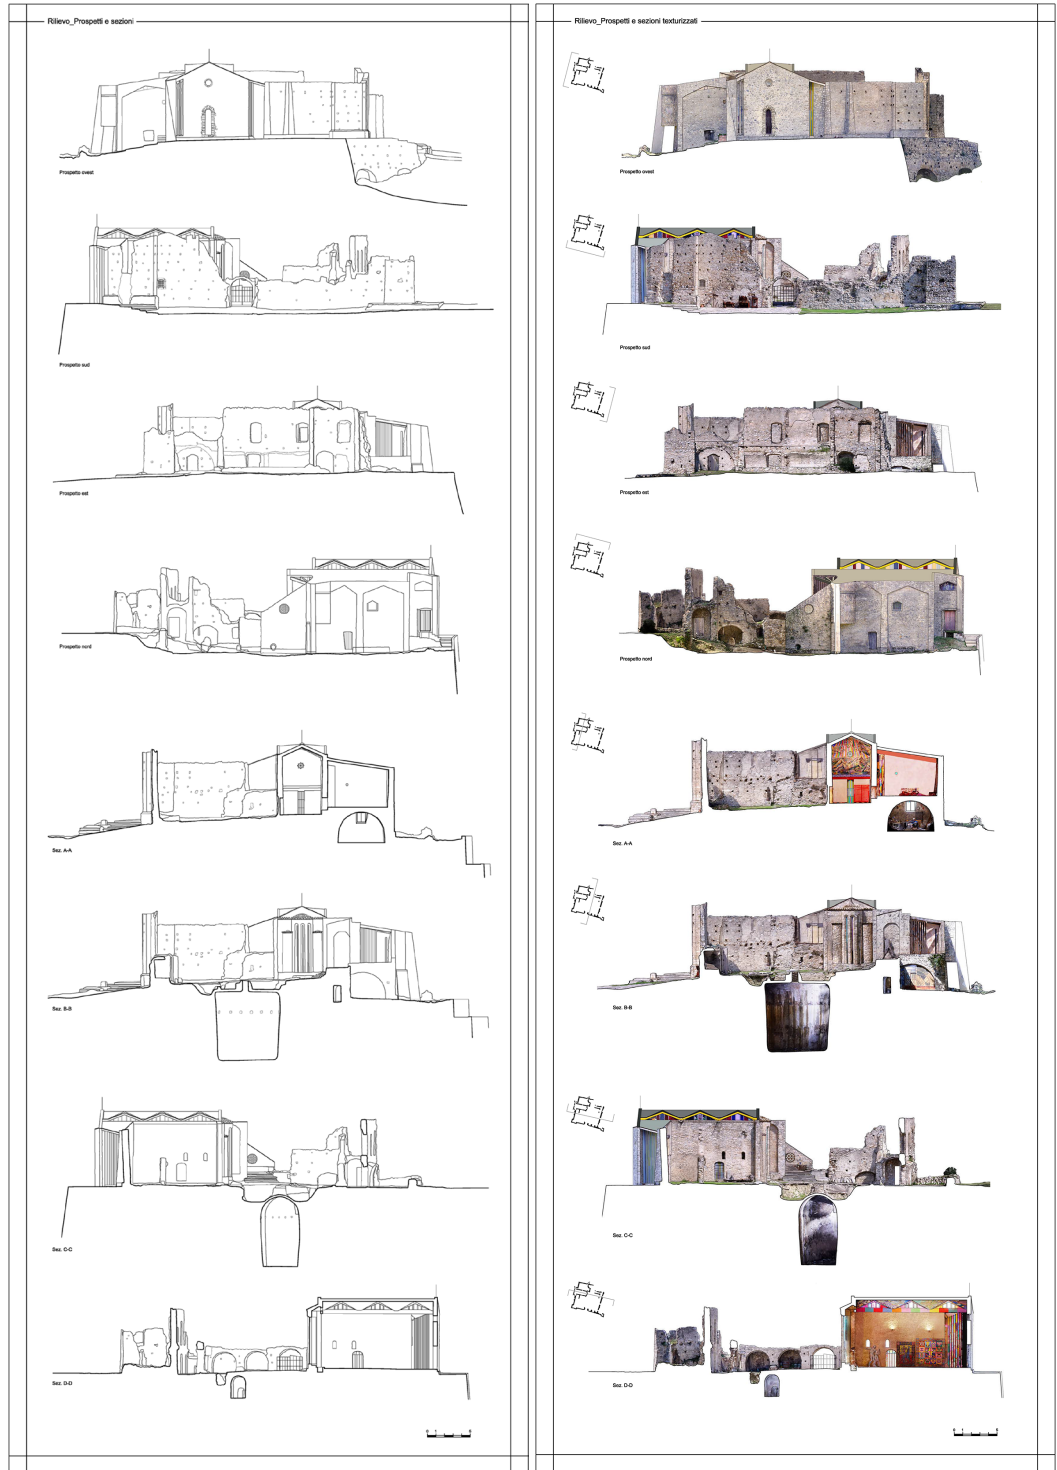 Rilievo_Prospetti e sezioni
Prospetto ovest
Prospetto sud
Prospetto est
Prospetto nord
Sez. A-A
Sez. B-B
Sez. C-C
Sez. D-D
Rilievo_Prospetti e sezioni texturizzati
Prospetto ovest
Prospetto sud
Prospetto est
Prospetto nord
Sez. A-A
Sez. B-B
Sez. C-C
Sez. D-D